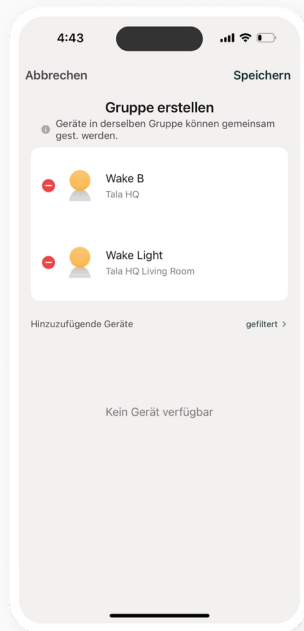 4:43
Abbrechen Speichern
Gruppe erstellen
Geräte in derselben Gruppe können gemeinsam
gest. werden.
Wake B
Tala HQ
Wake Light
Tala HQ Living Room
Hinzuzufügende Geräte gefiltert >
Kein Gerät verfügbar